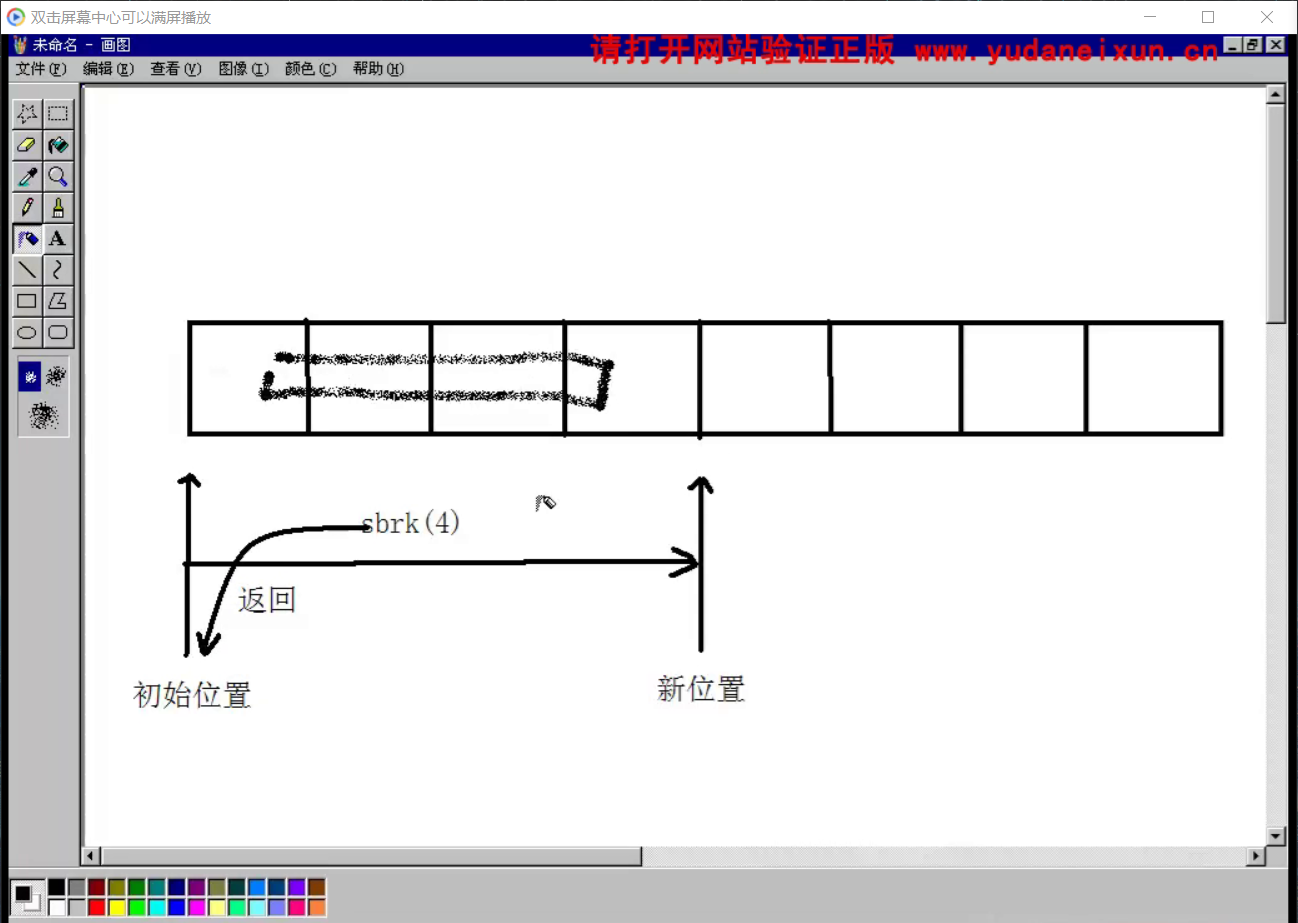 双击屏幕中心可以满屏播放
未命名 - 画图
请打开网站验证正版 www.yudaneixun.cn
文件(F) 编辑(E) 查看(V) 图像(I) 颜色(C) 帮助(H)
A
sbrk(4)
返回
初始位置
新位置